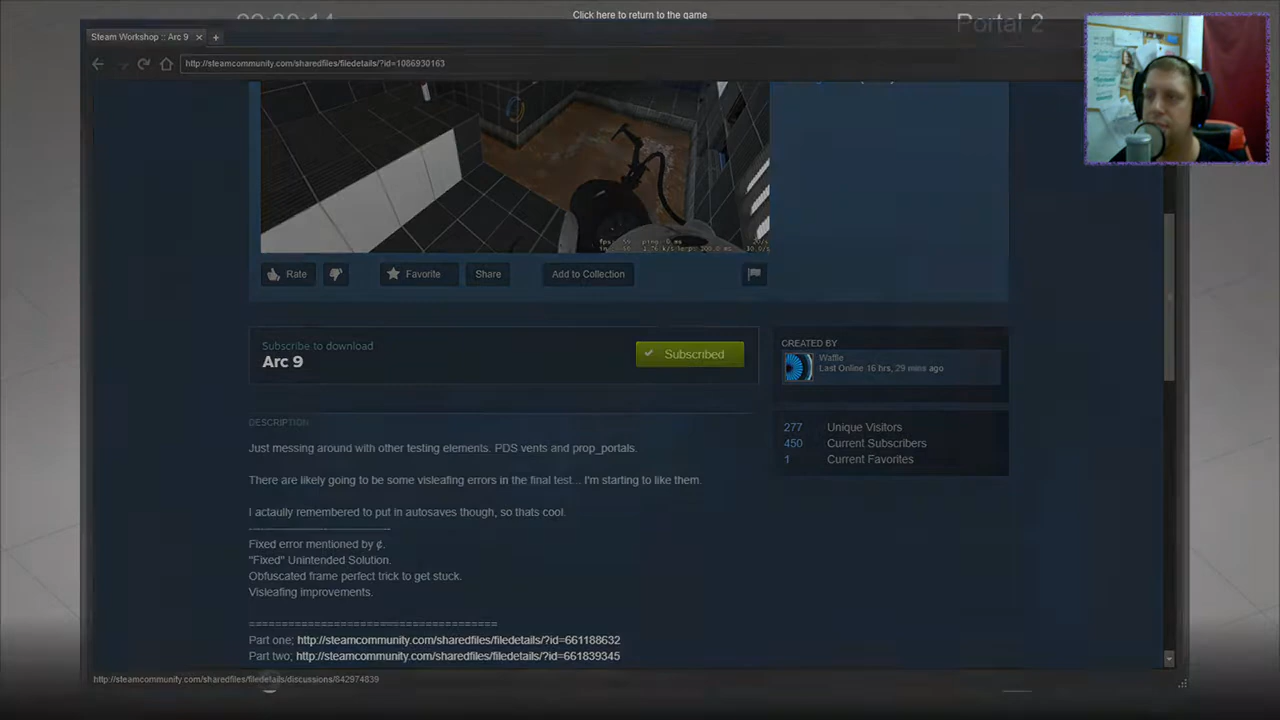 Click here to return to the game
Portal 2
Steam Workshop :: Arc 9
http://steamcommunity.com/sharedfiles/filedetails/?id=1086930163
Rate
Favorite
Share
Add to Collection
Subscribe to download
Arc 9
Subscribed
CREATED BY
Waffle
Last Online 16 hrs, 29 mins ago
277 Unique Visitors
450 Current Subscribers
1 Current Favorites
DESCRIPTION
Just messing around with other testing elements. PDS vents and prop_portals.
There are likely going to be some visleafing errors in the final test... I'm starting to like them.
I actaully remembered to put in autosaves though, so thats cool.
Fixed error mentioned by ¢.
"Fixed" Unintended Solution.
Obfuscated frame perfect trick to get stuck.
Visleafing improvements.
======================================
Part one; http://steamcommunity.com/sharedfiles/filedetails/?id=661188632
Part two; http://steamcommunity.com/sharedfiles/filedetails/?id=661839345
http://steamcommunity.com/sharedfiles/filedetails/discussions/842974839